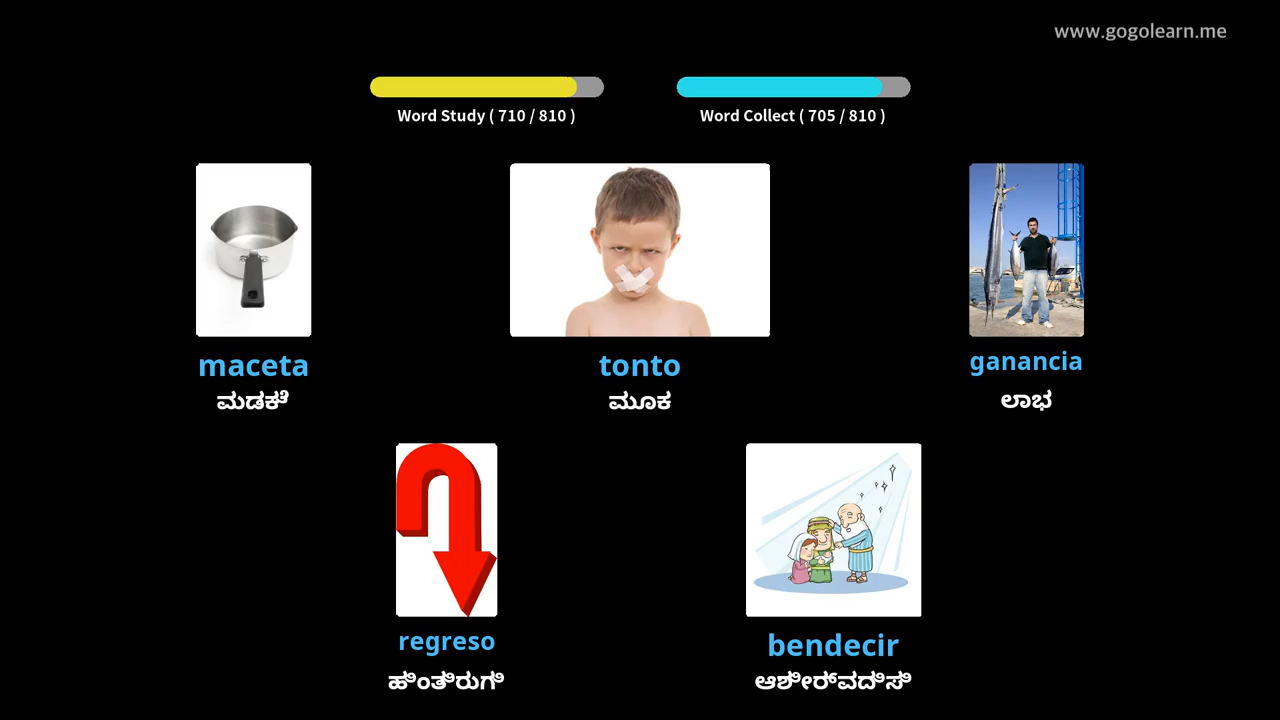 www.gogolearn.me
Word Study ( 710 / 810 )
Word Collect ( 705 / 810 )
maceta
ಮಡಕೆ
tonto
ಮೂಕ
ganancia
ಲಾಭ
regreso
ಹಿಂತಿರುಗಿ
bendecir
ಆಶೀರ್ವದಿಸಿ